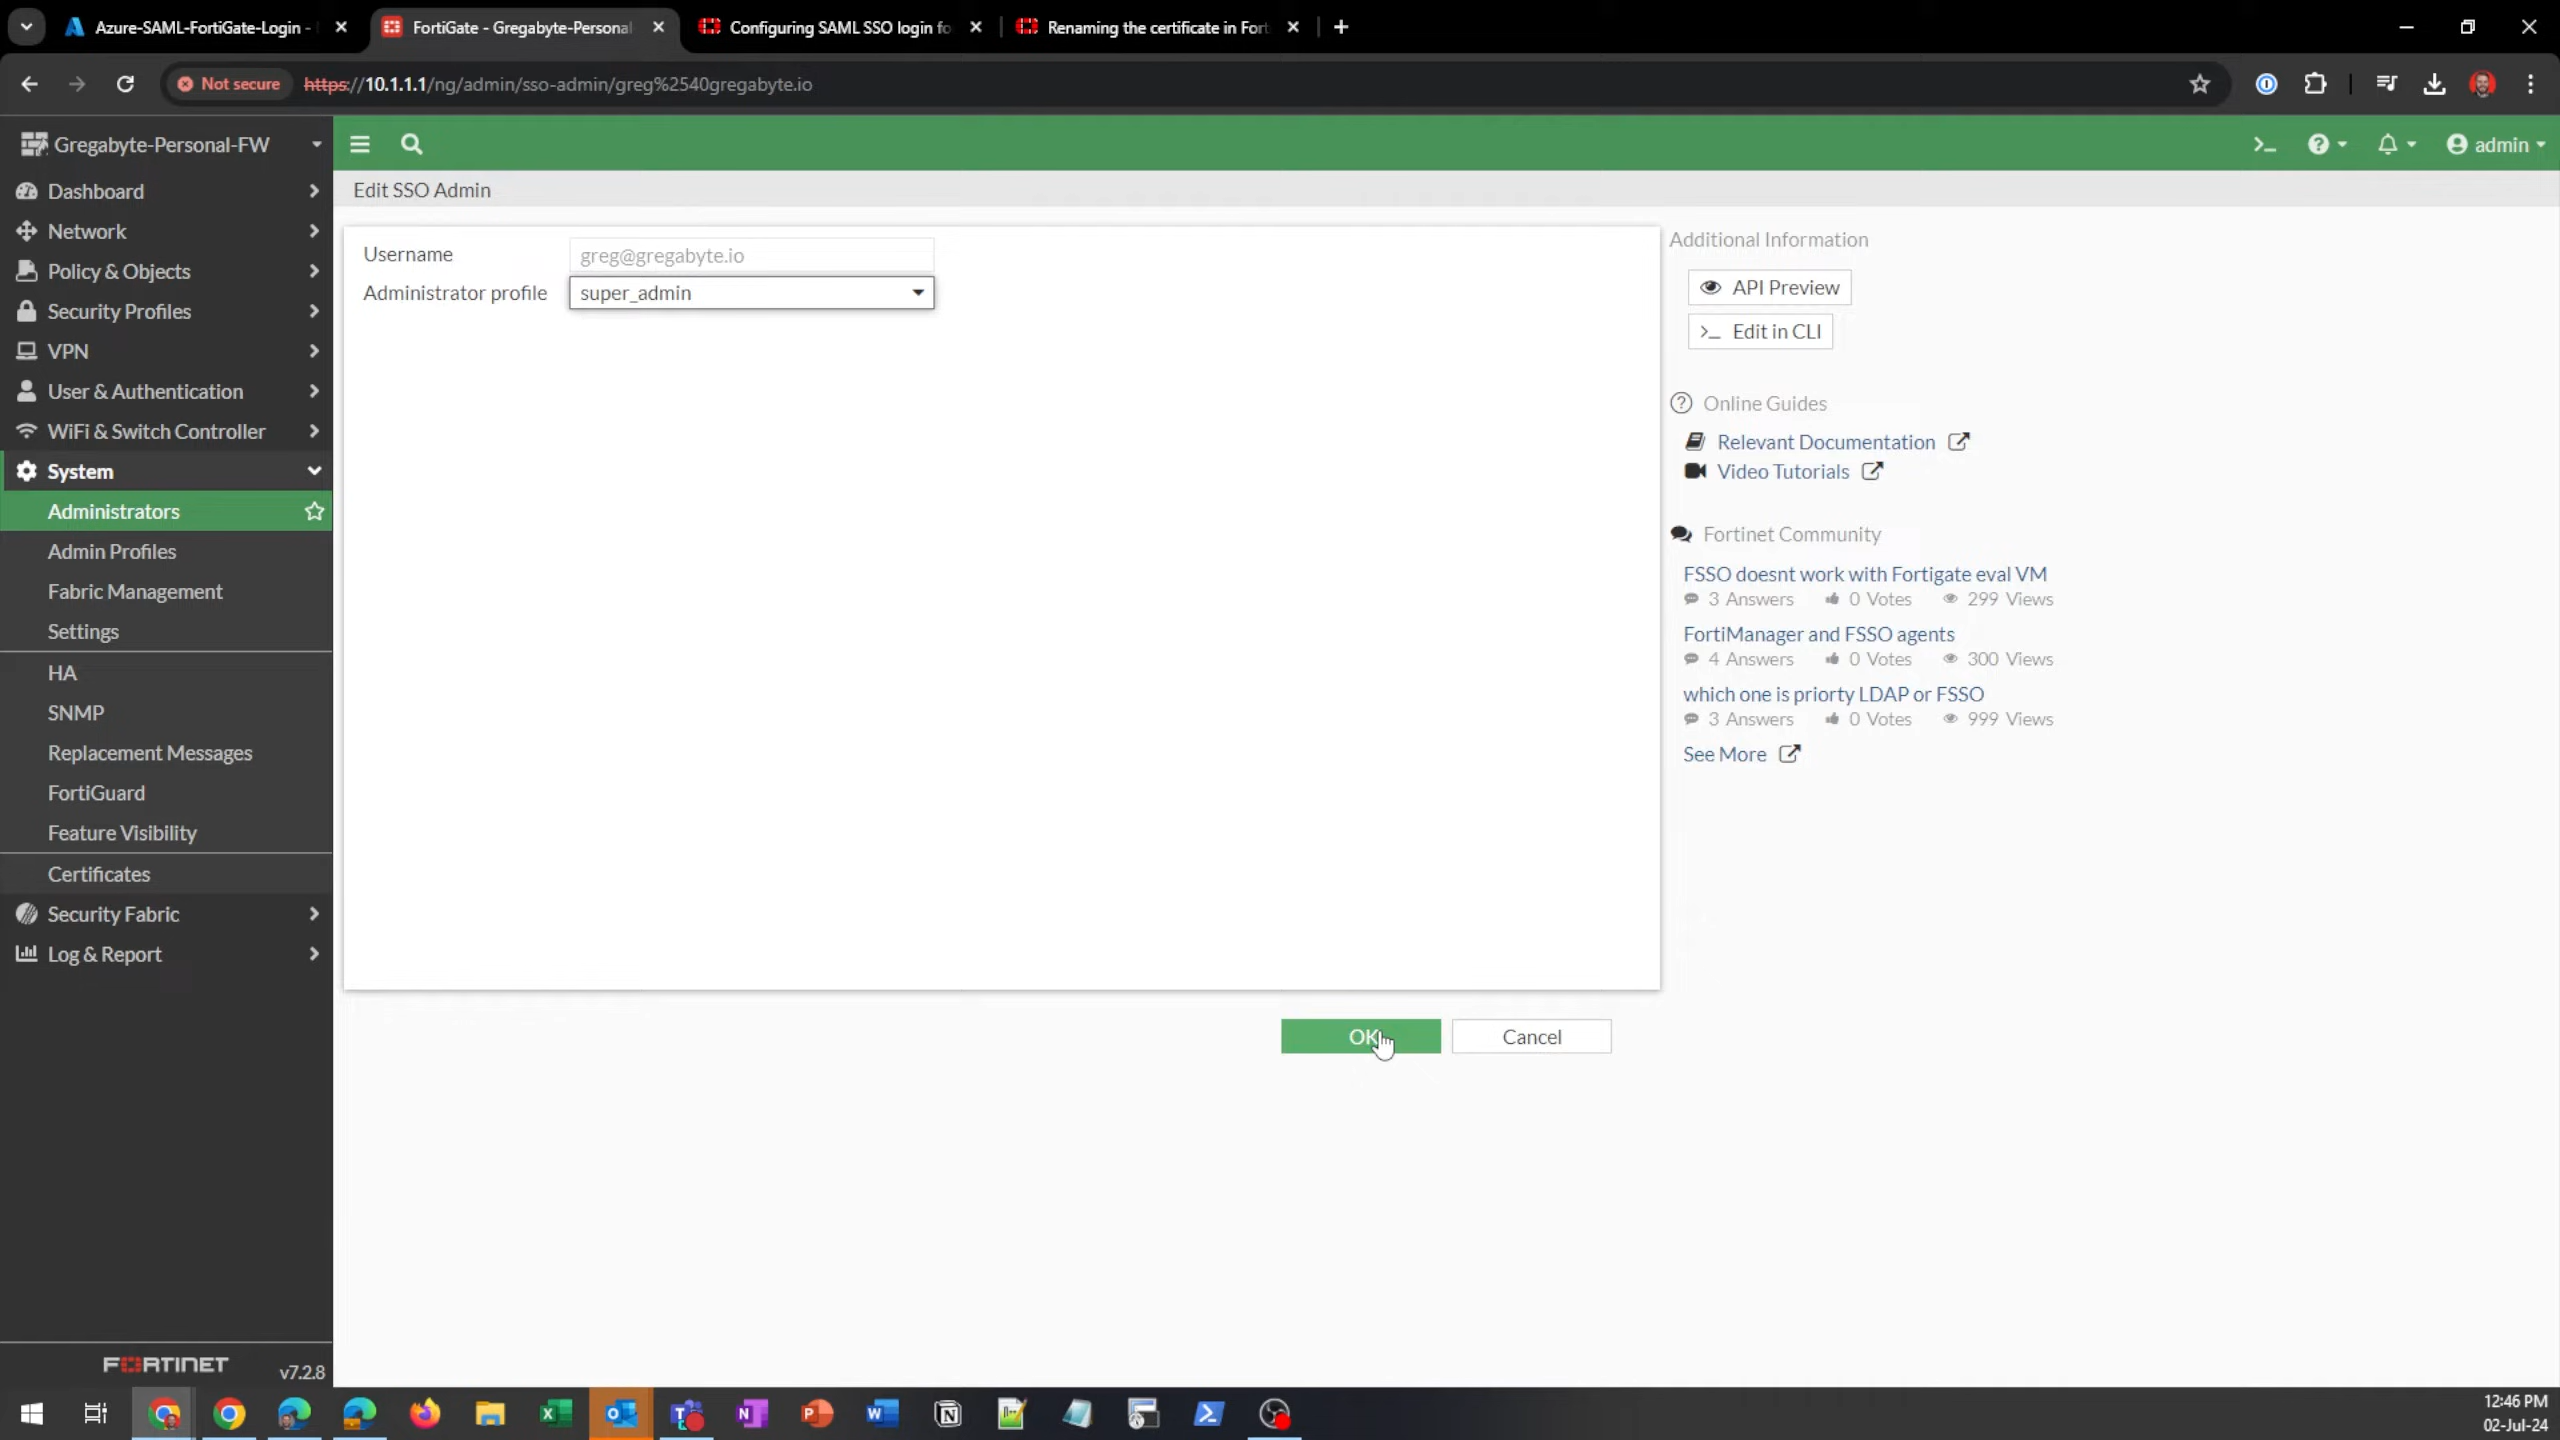 Azure-SAML-FortiGate-Login -
FortiGate - Gregabyte-Personal
Configuring SAML SSO login fo
Renaming the certificate in Fort
Not secure
https://10.1.1.1/ng/admin/sso-admin/greg%2540gregabyte.io
Gregabyte-Personal-FW
admin
Dashboard
Network
Policy & Objects
Security Profiles
VPN
User & Authentication
WiFi & Switch Controller
System
Administrators
Admin Profiles
Fabric Management
Settings
HA
SNMP
Replacement Messages
FortiGuard
Feature Visibility
Certificates
Security Fabric
Log & Report
FORTINET
v7.2.8
Edit SSO Admin
Username
greg@gregabyte.io
Administrator profile
super_admin
OK
Cancel
Additional Information
API Preview
>_ Edit in CLI
Online Guides
Relevant Documentation
Video Tutorials
Fortinet Community
FSSO doesnt work with Fortigate eval VM
3 Answers 0 Votes 299 Views
FortiManager and FSSO agents
4 Answers 0 Votes 300 Views
which one is priorty LDAP or FSSO
3 Answers 0 Votes 999 Views
See More
12:46 PM
02-Jul-24